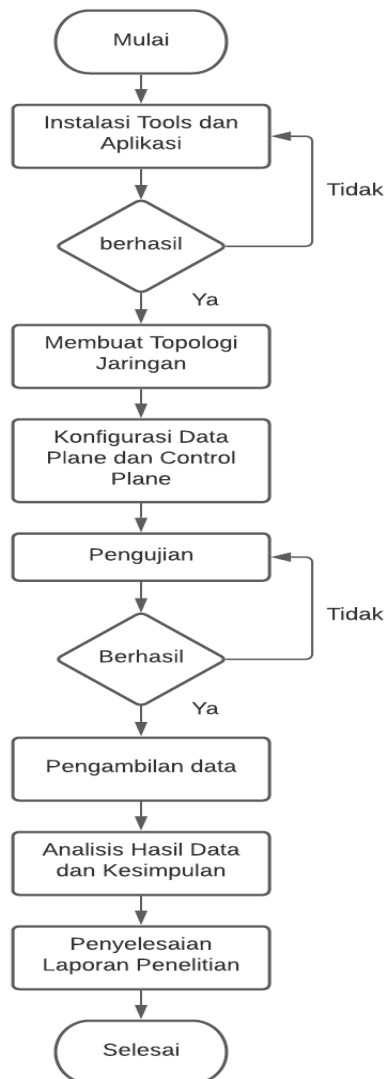 Mulai
Instalasi Tools dan
Aplikasi
Tidak
berhasil
Ya
Membuat Topologi
Jaringan
Konfigurasi Data
Plane dan Control
Plane
Pengujian
Tidak
Berhasil
Ya
Pengambilan data
Analisis Hasil Data
dan Kesimpulan
Penyelesaian
Laporan Penelitian
Selesai